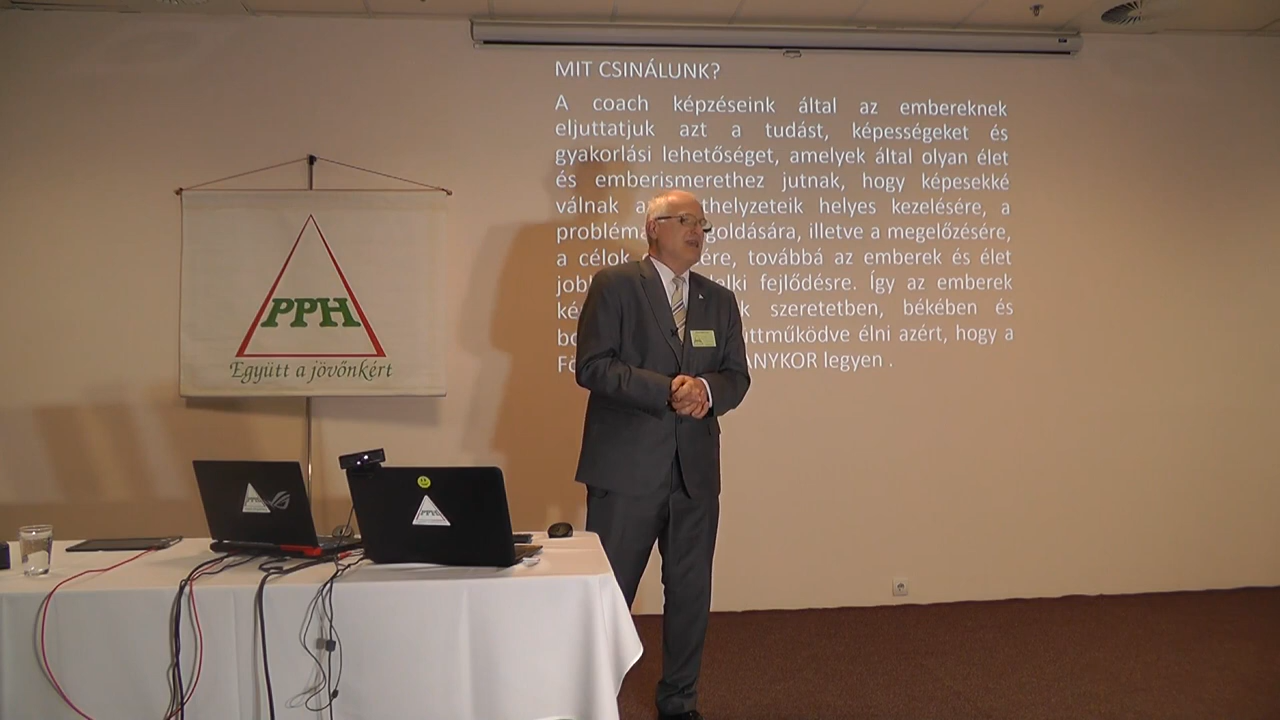 MIT CSINÁLUNK?
A coach képzéseink által az embereknek
eljuttatjuk azt a tudást, képességeket és
gyakorlási lehetőséget, amelyek által olyan élet
és emberismerethez jutnak, hogy képesekké
válnak helyes kezelésére, a
illetve a megelőzésére,
a célok továbbá az emberek és élet
fejlődésre. Így az emberek
szeretetben, békében és
élni azért, hogy a
legyen .
PPH
Együtt a jövőnkért
PPH
PPH